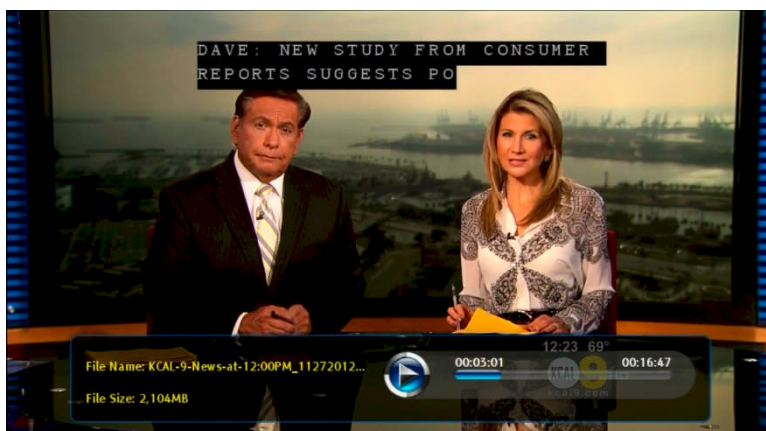 DAVE: NEW STUDY FROM CONSUMER
REPORTS SUGGESTS PO
12:23 69°
File Name: KCAL-9-News-at-12:00PM_11272012...
00:03:01
00:16:47
KCAL 9
kcal9.com
File Size: 2,104MB